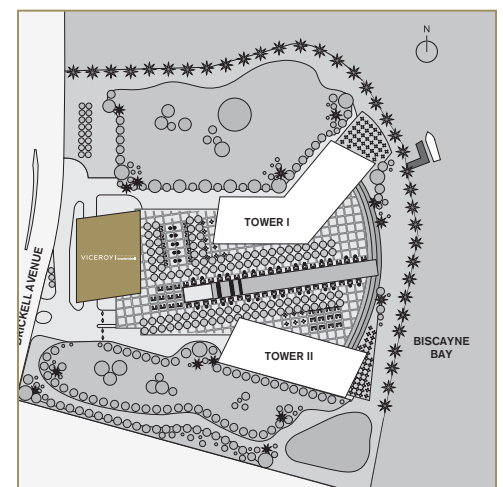 N
TOWER I
VICEROY
BRICKELL AVENUE
TOWER II
BISCAYNE
BAY